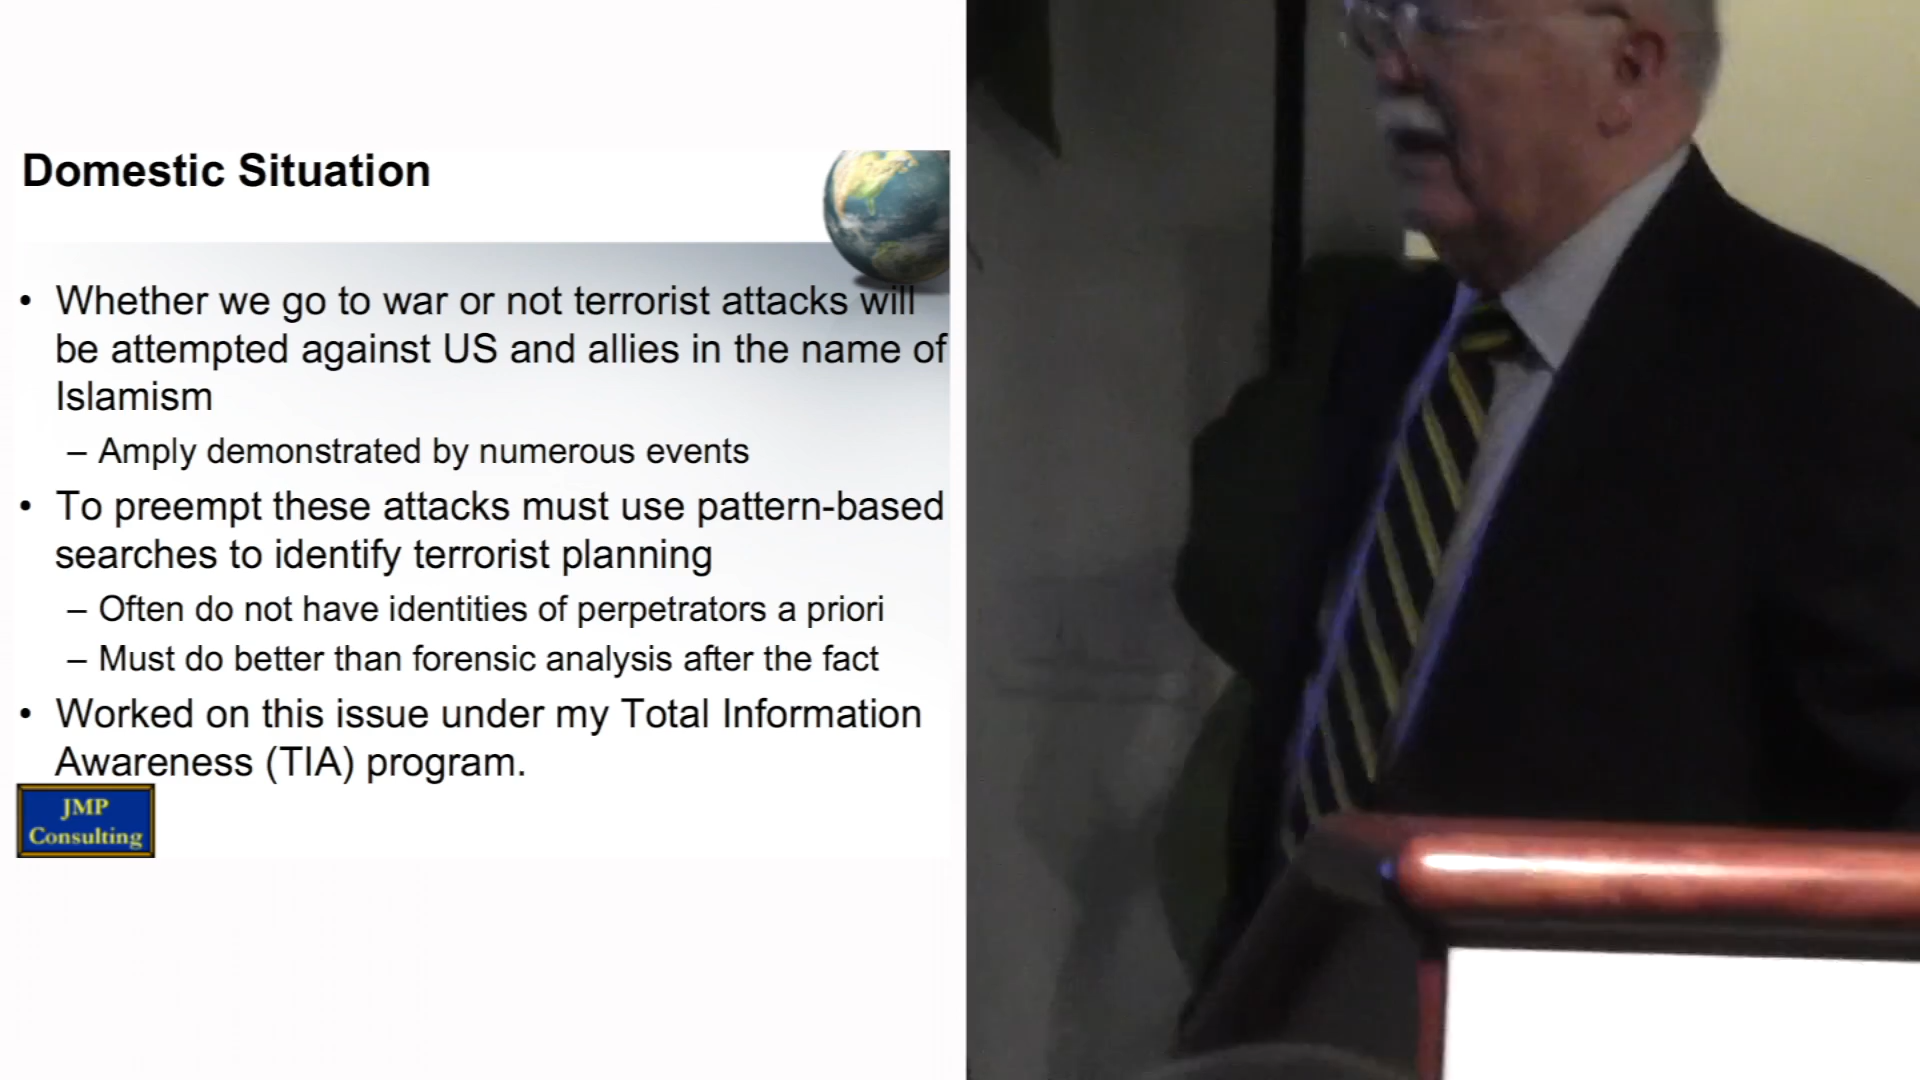 Domestic Situation
• Whether we go to war or not terrorist attacks will
be attempted against US and allies in the name of
Islamism
– Amply demonstrated by numerous events
• To preempt these attacks must use pattern-based
searches to identify terrorist planning
– Often do not have identities of perpetrators a priori
– Must do better than forensic analysis after the fact
• Worked on this issue under my Total Information
Awareness (TIA) program.
JMP
Consulting